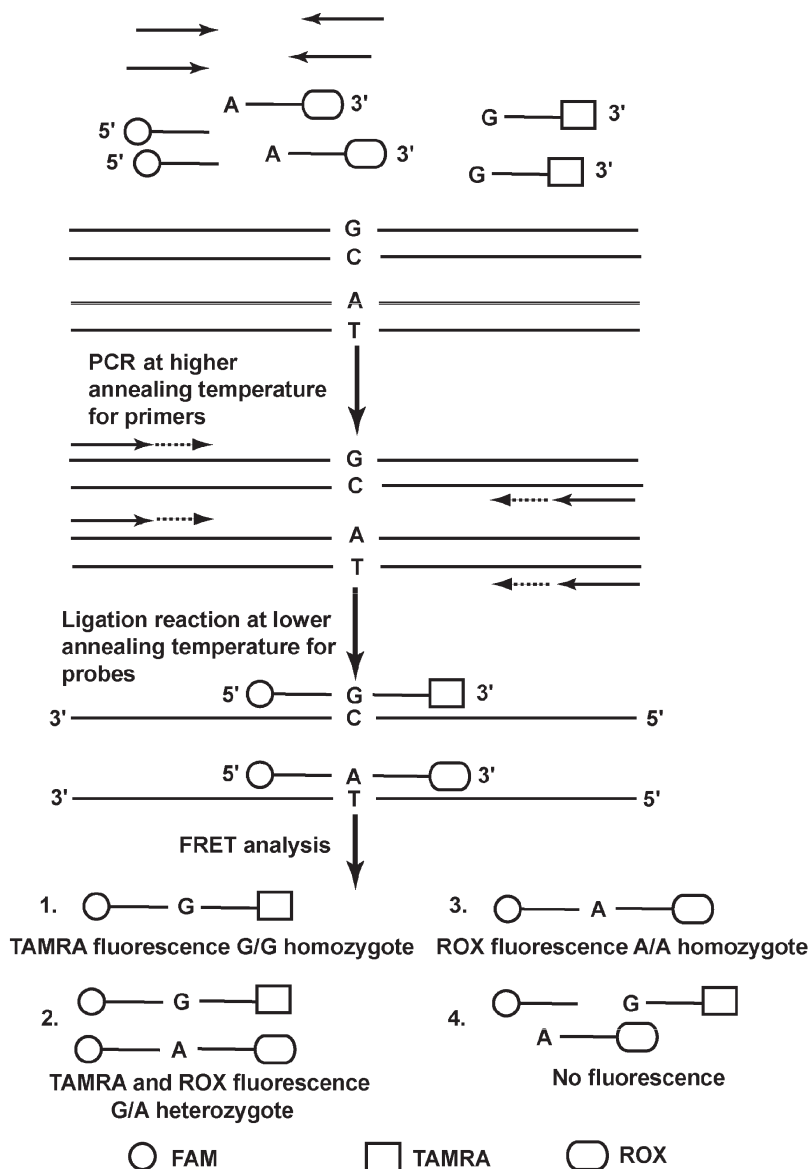 A 3'
5'
5' A 3'
G 3'
G 3'
G
C
A
T
PCR at higher
annealing temperature
for primers
G
C
A
T
Ligation reaction at lower
annealing temperature for
probes
5' G 3'
3' C 5'
5' A 3'
3' T 5'
FRET analysis
1. G
TAMRA fluorescence G/G homozygote
3. A
ROX fluorescence A/A homozygote
2. G
A
TAMRA and ROX fluorescence
G/A heterozygote
4. G
A
No fluorescence
FAM TAMRA ROX